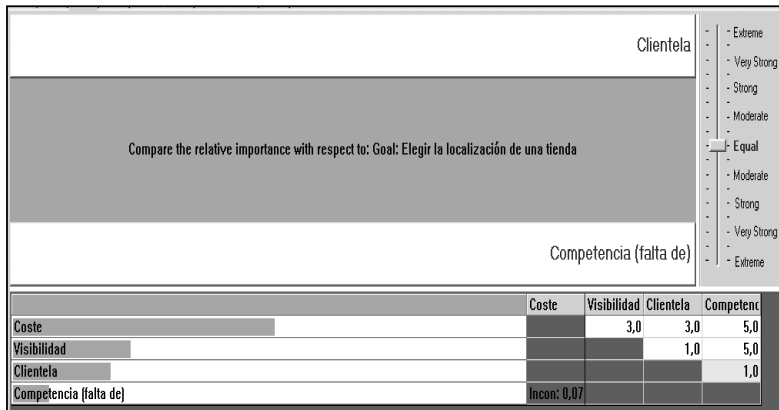 Clientela
Extreme
Very Strong
Strong
Moderate
Compare the relative importance with respect to: Goal: Elegir la localización de una tienda
Equal
Moderate
Strong
Very Strong
Competencia (falta de)
Extreme
Coste Visibilidad Clientela Competenc
Coste 3,0 3,0 5,0
Visibilidad 1,0 5,0
Clientela 1,0
Competencia (falta de) Incon: 0,07